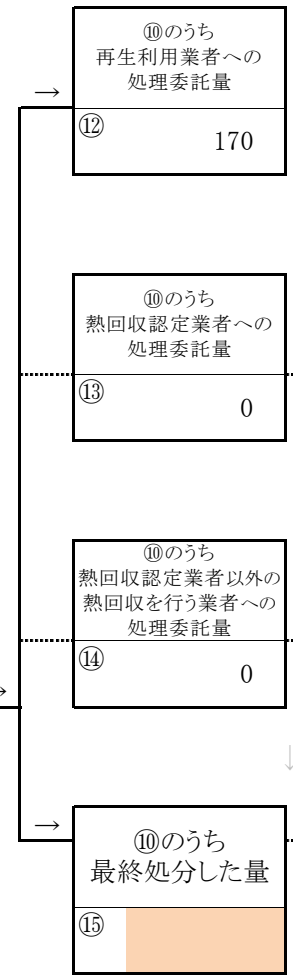 ⑩のうち
再生利用業者への
処理委託量
→
⑫
170
⑩のうち
熱回収認定業者への
処理委託量
⑬
0
⑩のうち
熱回収認定業者以外の
熱回収を行う業者への
処理委託量
⑭
0
→
↓
→
⑩のうち
最終処分した量
⑮